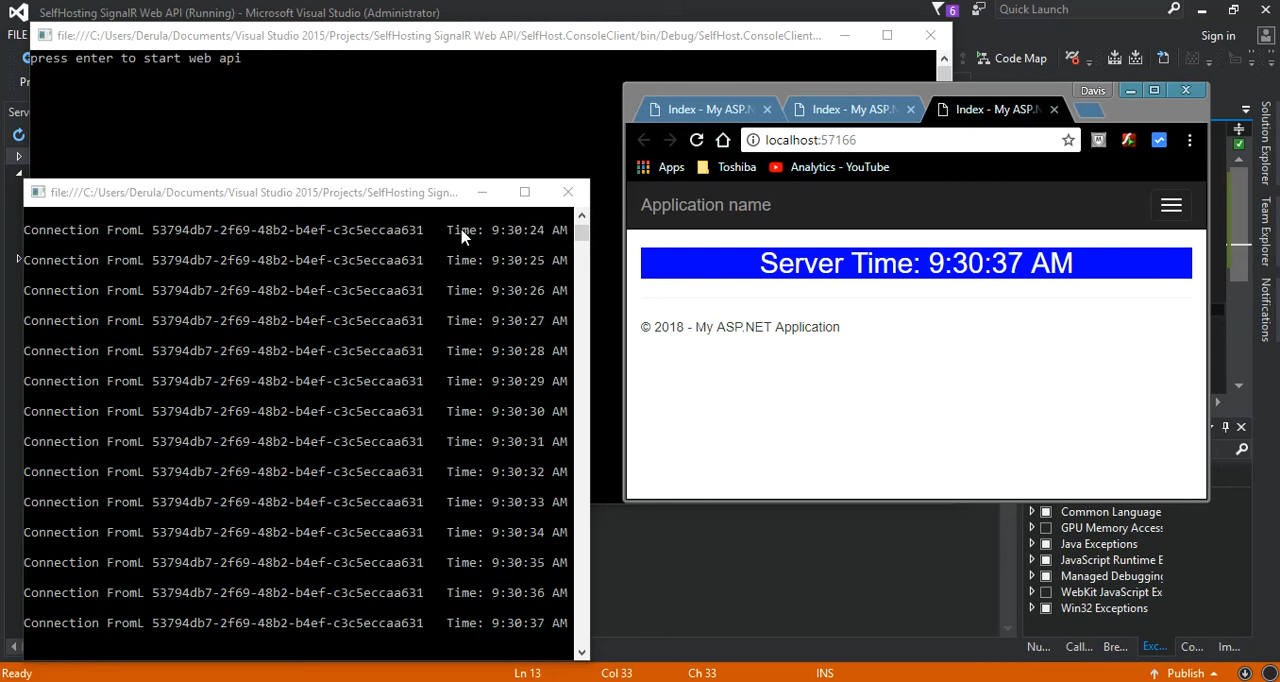 SelfHosting SignalR Web API (Running) - Microsoft Visual Studio (Administrator)
6
Quick Launch
FILE
file:///C:/Users/Derula/Documents/Visual Studio 2015/Projects/SelfHosting SignalR Web API/SelfHost.ConsoleClient/bin/Debug/SelfHost.ConsoleClient...
Sign in
press enter to start web api
Code Map
Pr
Serv
Davis
Index - My ASP.N
Index - My ASP.N
Index - My ASP.N
localhost:57166
Apps
Toshiba
Analytics - YouTube
Application name
Server Time: 9:30:37 AM
© 2018 - My ASP.NET Application
file:///C:/Users/Derula/Documents/Visual Studio 2015/Projects/SelfHosting Sign...
Connection FromL 53794db7-2f69-48b2-b4ef-c3c5eccaa631 Time: 9:30:24 AM
Connection FromL 53794db7-2f69-48b2-b4ef-c3c5eccaa631 Time: 9:30:25 AM
Connection FromL 53794db7-2f69-48b2-b4ef-c3c5eccaa631 Time: 9:30:26 AM
Connection FromL 53794db7-2f69-48b2-b4ef-c3c5eccaa631 Time: 9:30:27 AM
Connection FromL 53794db7-2f69-48b2-b4ef-c3c5eccaa631 Time: 9:30:28 AM
Connection FromL 53794db7-2f69-48b2-b4ef-c3c5eccaa631 Time: 9:30:29 AM
Connection FromL 53794db7-2f69-48b2-b4ef-c3c5eccaa631 Time: 9:30:30 AM
Connection FromL 53794db7-2f69-48b2-b4ef-c3c5eccaa631 Time: 9:30:31 AM
Connection FromL 53794db7-2f69-48b2-b4ef-c3c5eccaa631 Time: 9:30:32 AM
Connection FromL 53794db7-2f69-48b2-b4ef-c3c5eccaa631 Time: 9:30:33 AM
Connection FromL 53794db7-2f69-48b2-b4ef-c3c5eccaa631 Time: 9:30:34 AM
Connection FromL 53794db7-2f69-48b2-b4ef-c3c5eccaa631 Time: 9:30:35 AM
Connection FromL 53794db7-2f69-48b2-b4ef-c3c5eccaa631 Time: 9:30:36 AM
Connection FromL 53794db7-2f69-48b2-b4ef-c3c5eccaa631 Time: 9:30:37 AM
Solution Explorer
Team Explorer
Notifications
Common Language
GPU Memory Access
Java Exceptions
JavaScript Runtime E
Managed Debugging
WebKit JavaScript Ex
Win32 Exceptions
Nu... Call... Bre... Exc... Co... Im...
Ready Ln 13 Col 33 Ch 33 INS Publish